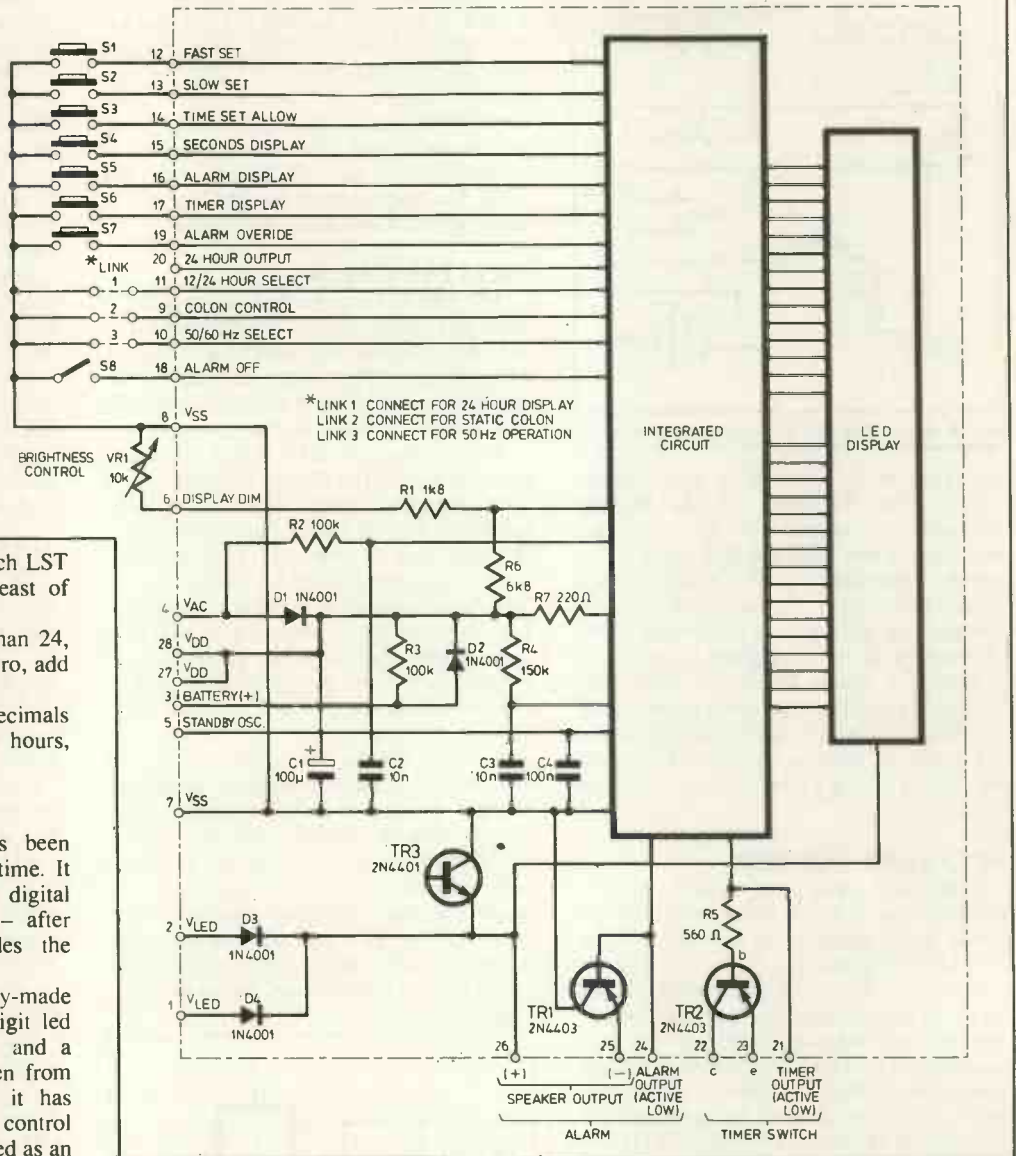 S1 12 FAST SET
S2 13 SLOW SET
S3 14 TIME SET ALLOW
S4 15 SECONDS DISPLAY
S5 16 ALARM DISPLAY
S6 17 TIMER DISPLAY
S7 19 ALARM OVERIDE
20 24 HOUR OUTPUT
*LINK
1 11 12/24 HOUR SELECT
2 9 COLON CONTROL
3 10 50/60 Hz SELECT
S8 18 ALARM OFF
*LINK 1 CONNECT FOR 24 HOUR DISPLAY
LINK 2 CONNECT FOR STATIC COLON
LINK 3 CONNECT FOR 50Hz OPERATION
INTEGRATED
CIRCUIT
LED
DISPLAY
8 VSS
BRIGHTNESS
CONTROL
VR1
10k
6 DISPLAY DIM
R1 1k8
R2 100k
R6
6k8
4 VAC
D1 1N4001
R7 220Ω
28 VDD
27 VDD
R3
100k
D2
1N4001
R4
150k
3 BATTERY(+)
5 STANDBY OSC.
+
C1
100µ
C2
10n
C3
10n
C4
100n
7 VSS
TR3
2N4401
2 VLED
D3
1N4001
1 VLED
D4
1N4001
R5
560 Ω
b
TR1
2N4403
TR2
2N4403
26 25 24 22 23 21
(+) (−) ALARM
OUTPUT
(ACTIVE
LOW)
c e TIMER
OUTPUT
(ACTIVE
LOW)
SPEAKER OUTPUT
ALARM
TIMER SWITCH
ch LST
east of
han 24,
ro, add
ecimals
hours,
s been
time. It
digital
– after
les the
y-made
igit led
and a
en from
it has
control
ed as an